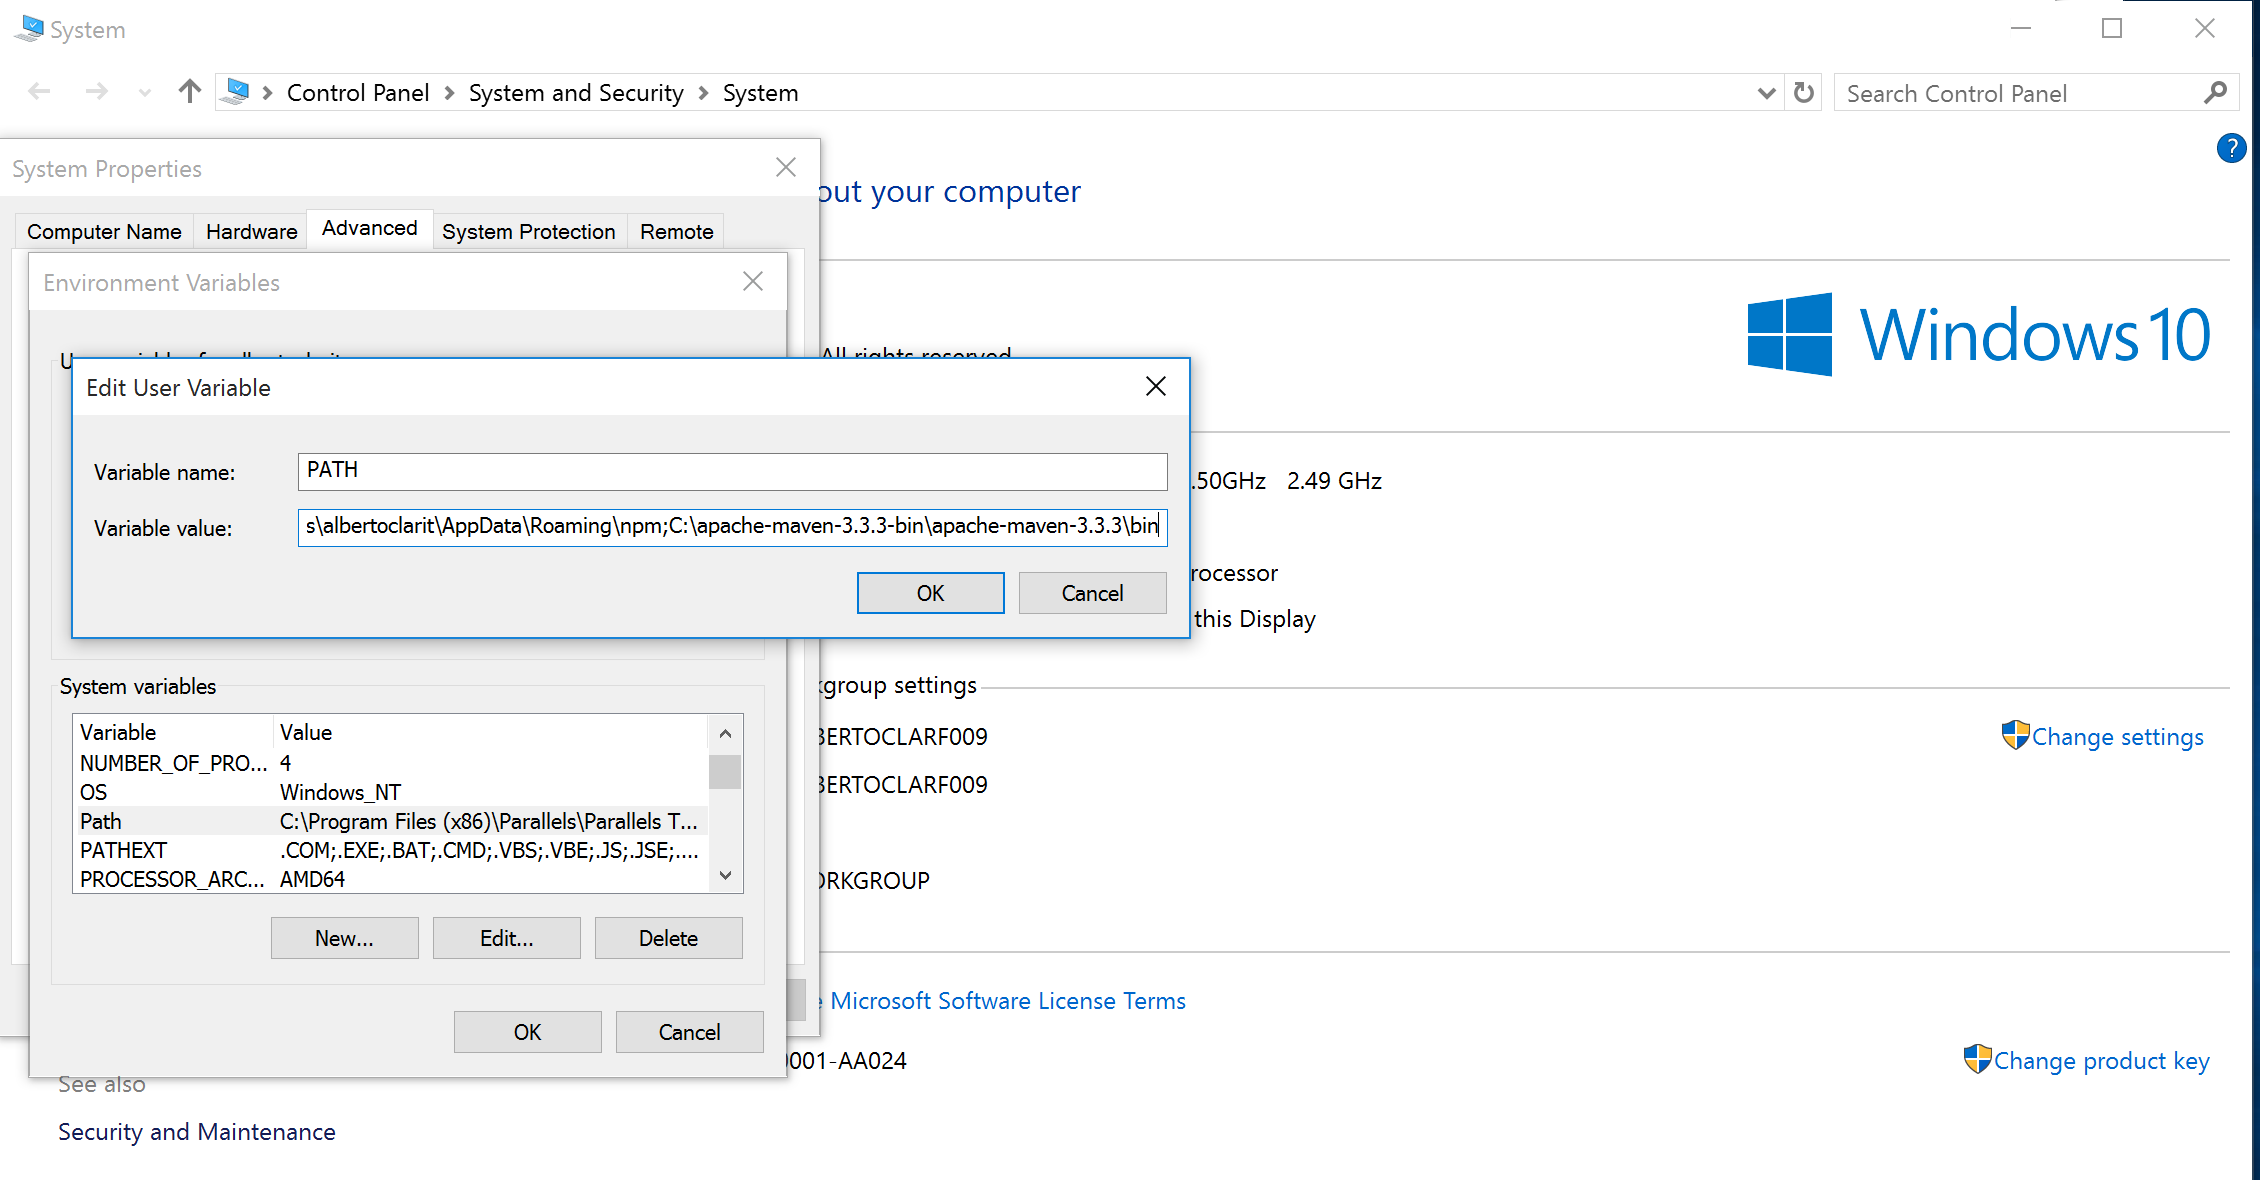 System
Control Panel > System and Security > System
Search Control Panel
?
System Properties
out your computer
Computer Name Hardware Advanced System Protection Remote
Environment Variables
Windows 10
All rights reserved.
Edit User Variable
Variable name: PATH
.50GHz 2.49 GHz
Variable value: s\albertoclarit\AppData\Roaming\npm;C:\apache-maven-3.3.3-bin\apache-maven-3.3.3\bin
rocessor
OK Cancel
this Display
System variables
kgroup settings
Variable Value
BERTOCLARF009
Change settings
NUMBER_OF_PRO... 4
OS Windows_NT
BERTOCLARF009
Path C:\Program Files (x86)\Parallels\Parallels T...
PATHEXT .COM;.EXE;.BAT;.CMD;.VBS;.VBE;.JS;.JSE;....
PROCESSOR_ARC... AMD64
ORKGROUP
New... Edit... Delete
e Microsoft Software License Terms
OK Cancel
0001-AA024
Change product key
See also
Security and Maintenance